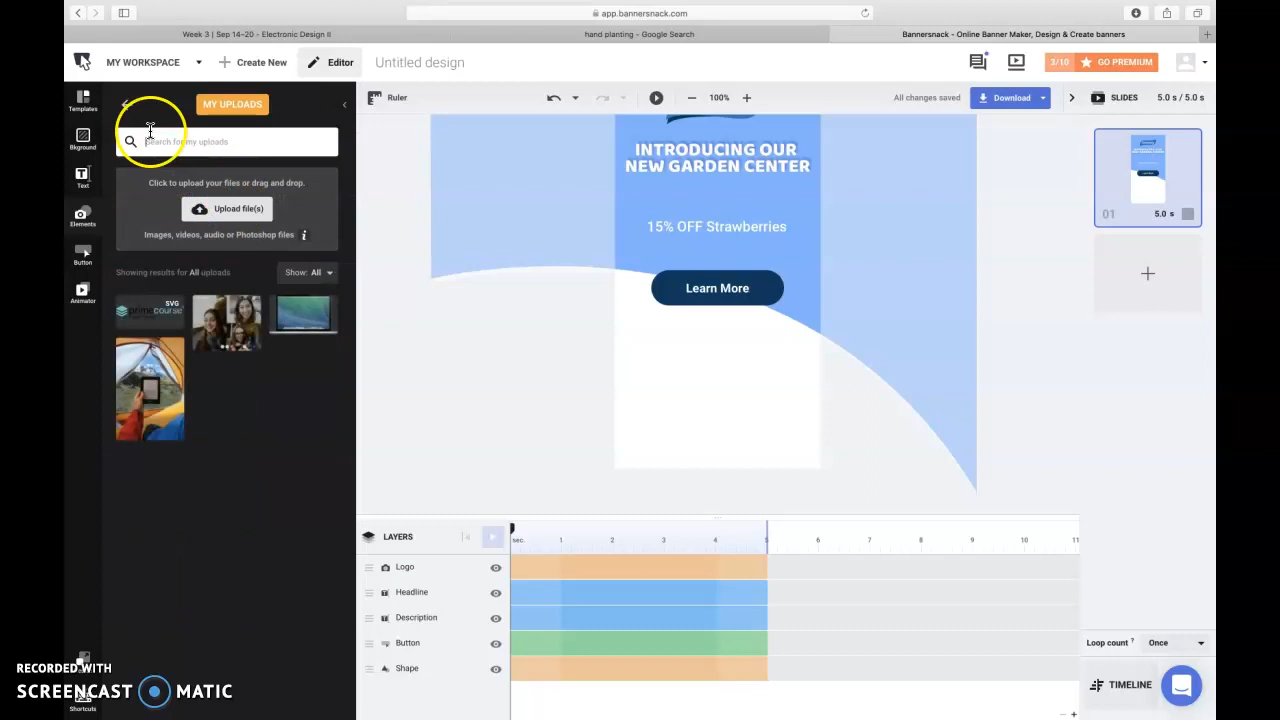 app.bannersnack.com
Week 3 | Sep 14–20 - Electronic Design II
hand planting - Google Search
Bannersnack - Online Banner Maker, Design & Create banners
MY WORKSPACE
Create New
Editor
Untitled design
3/10
GO PREMIUM
Templates
MY UPLOADS
Ruler
100%
All changes saved
Download
SLIDES
5.0 s / 5.0 s
Bkground
Search for my uploads
INTRODUCING OUR
NEW GARDEN CENTER
Text
Click to upload your files or drag and drop.
Upload file(s)
Elements
15% OFF Strawberries
01
5.0 s
Images, videos, audio or Photoshop files
Button
Showing results for All uploads
Show: All
Learn More
Animator
SVG
primecourse
LAYERS
sec.
1
2
3
4
5
6
7
8
9
10
11
Logo
Headline
Description
Button
Loop count ?
Once
Shape
RECORDED WITH
SCREENCAST MATIC
TIMELINE
Shortcuts